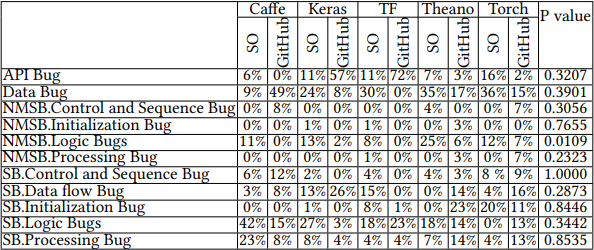 Caffe Keras TF Theano Torch P value
SO GitHub SO GitHub SO GitHub SO GitHub SO GitHub
API Bug 6% 0% 11% 57% 11% 72% 7% 3% 16% 2% 0.3207
Data Bug 9% 49% 24% 8% 30% 0% 35% 17% 36% 15% 0.3901
NMSB.Control and Sequence Bug 0% 8% 0% 0% 0% 0% 4% 0% 0% 7% 0.3056
NMSB.Initialization Bug 0% 0% 1% 0% 1% 0% 0% 3% 0% 0% 0.7655
NMSB.Logic Bugs 11% 0% 13% 2% 8% 0% 25% 6% 12% 7% 0.0109
NMSB.Processing Bug 0% 0% 0% 0% 1% 0% 0% 3% 0% 7% 0.2323
SB.Control and Sequence Bug 6% 12% 2% 0% 4% 0% 4% 3% 8 % 9% 1.0000
SB.Data flow Bug 3% 8% 13% 26% 15% 0% 0% 14% 4% 16% 0.2873
SB.Initialization Bug 0% 0% 1% 0% 8% 1% 0% 23% 20% 11% 0.8446
SB.Logic Bugs 42% 15% 27% 3% 18% 23% 18% 14% 0% 13% 0.3442
SB.Processing Bug 23% 8% 8% 4% 4% 4% 7% 14% 4% 13% 0.8535